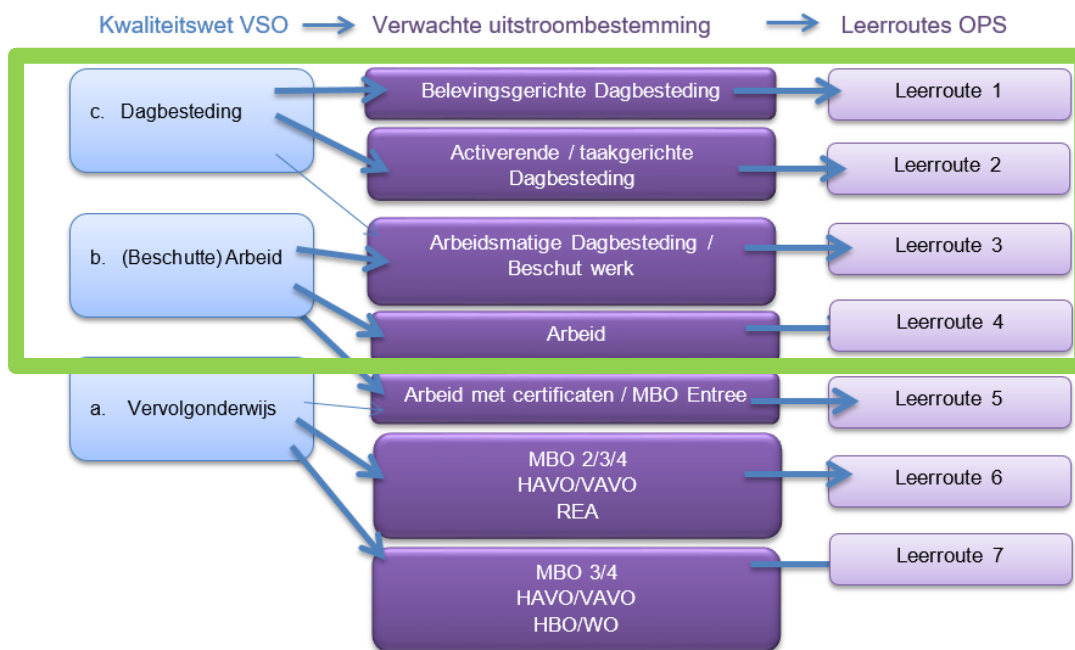 Kwaliteitswet VSO Verwachte uitstroombestemming Leerroutes OPS
c. Dagbesteding
Belevingsgerichte Dagbesteding
Leerroute 1
Activerende / taakgerichte
Dagbesteding
Leerroute 2
b. (Beschutte) Arbeid
Arbeidsmatige Dagbesteding /
Beschut werk
Leerroute 3
Arbeid
Leerroute 4
a. Vervolgonderwijs
Arbeid met certificaten / MBO Entree
Leerroute 5
MBO 2/3/4
HAVO/VAVO
REA
Leerroute 6
MBO 3/4
HAVO/VAVO
HBO/WO
Leerroute 7